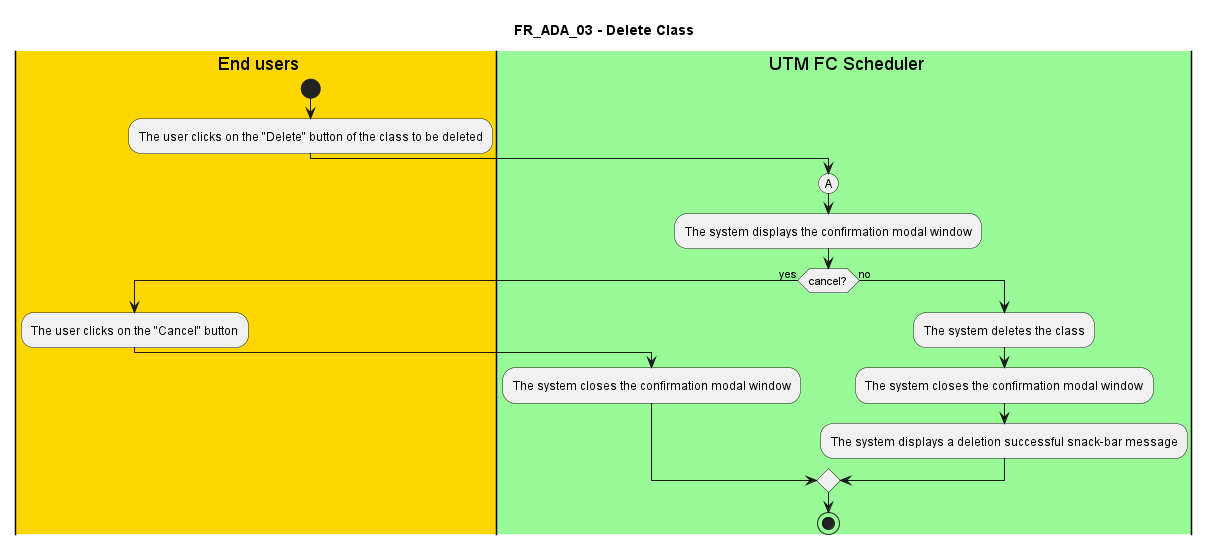 FR_ADA_03 - Delete Class
End users
UTM FC Scheduler
The user clicks on the "Delete" button of the class to be deleted
A
The system displays the confirmation modal window
yes
cancel?
no
The user clicks on the "Cancel" button
The system deletes the class
The system closes the confirmation modal window
The system closes the confirmation modal window
The system displays a deletion successful snack-bar message